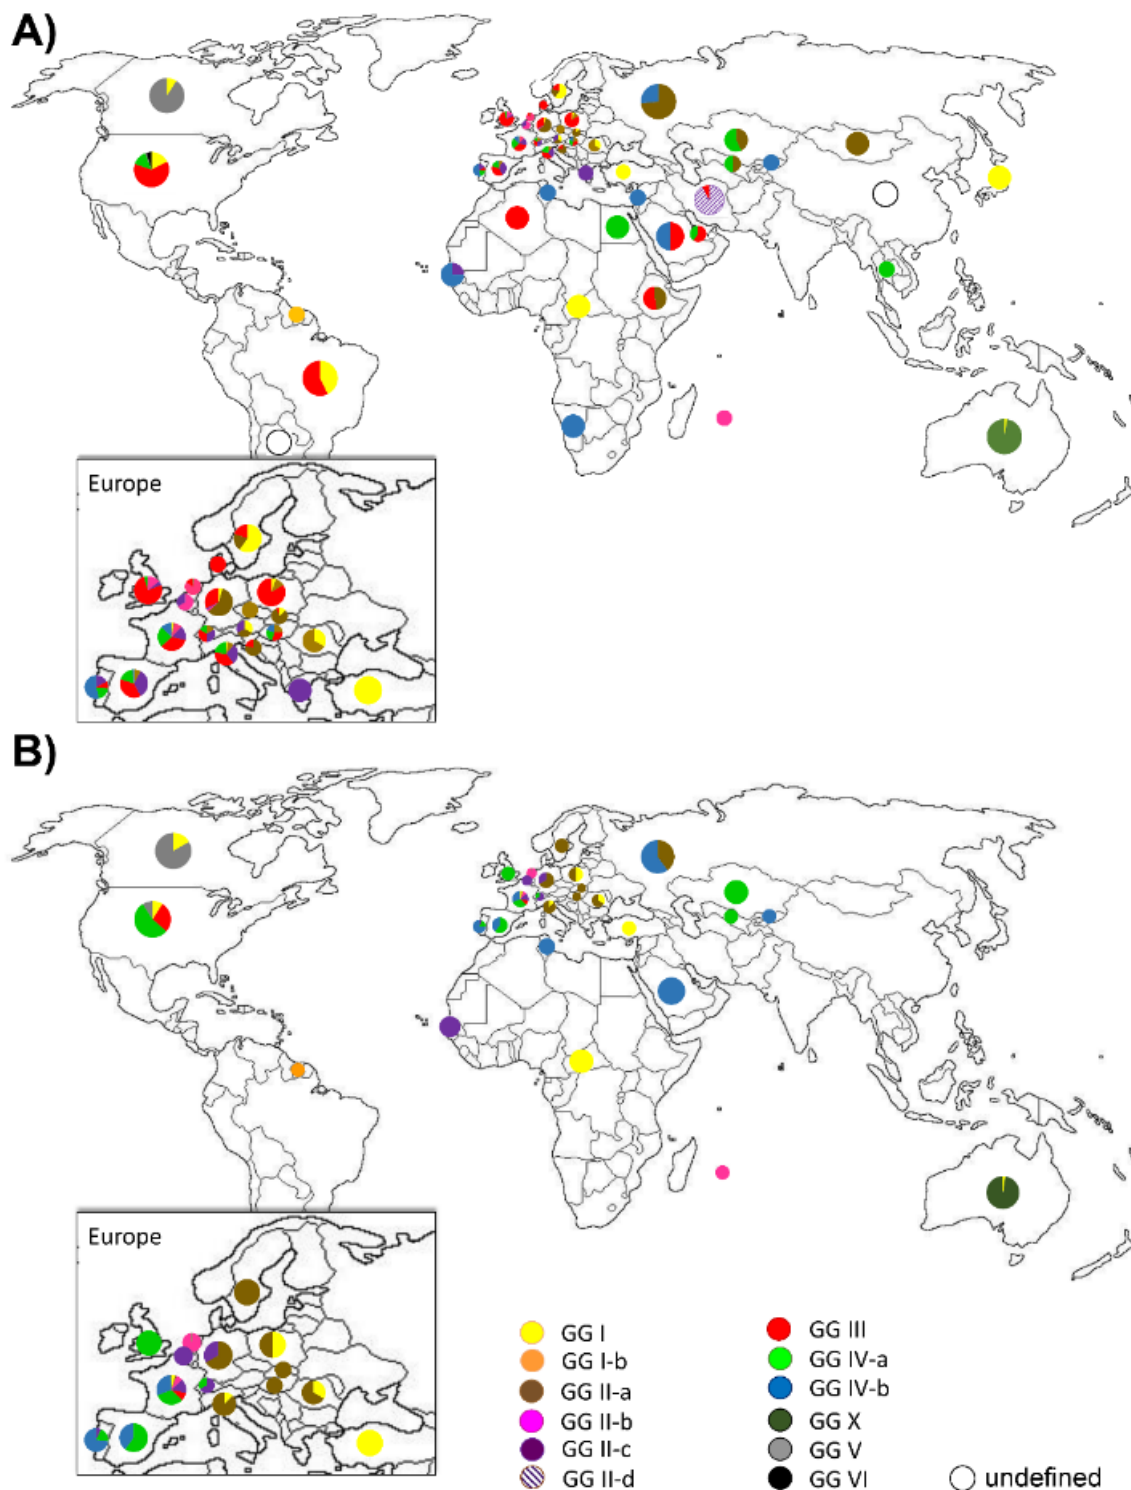 A)
Europe
B)
Europe
GG I
GG I-b
GG II-a
GG II-b
GG II-c
GG II-d
GG III
GG IV-a
GG IV-b
GG X
GG V
GG VI
undefined